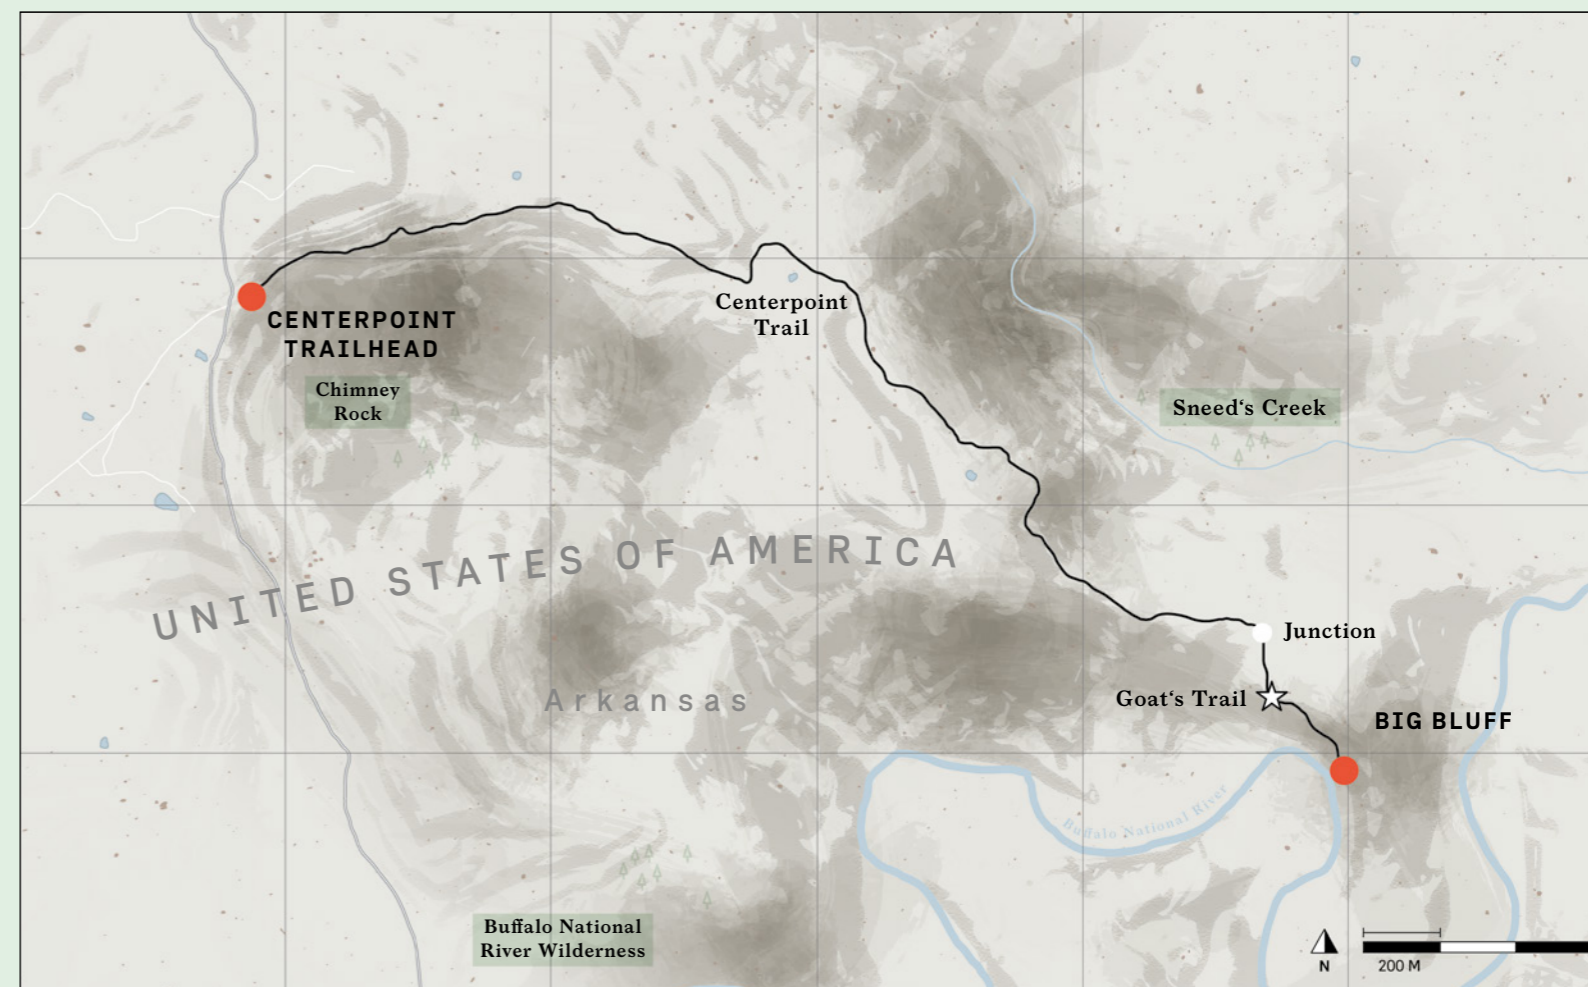 CENTERPOINT
TRAILHEAD
Chimney
Rock
Centerpoint
Trail
Sneed‘s Creek
UNITED STATES OF AMERICA
Junction
Arkansas
Goat‘s Trail
BIG BLUFF
Buffalo National River
Buffalo National
River Wilderness
N
200 M